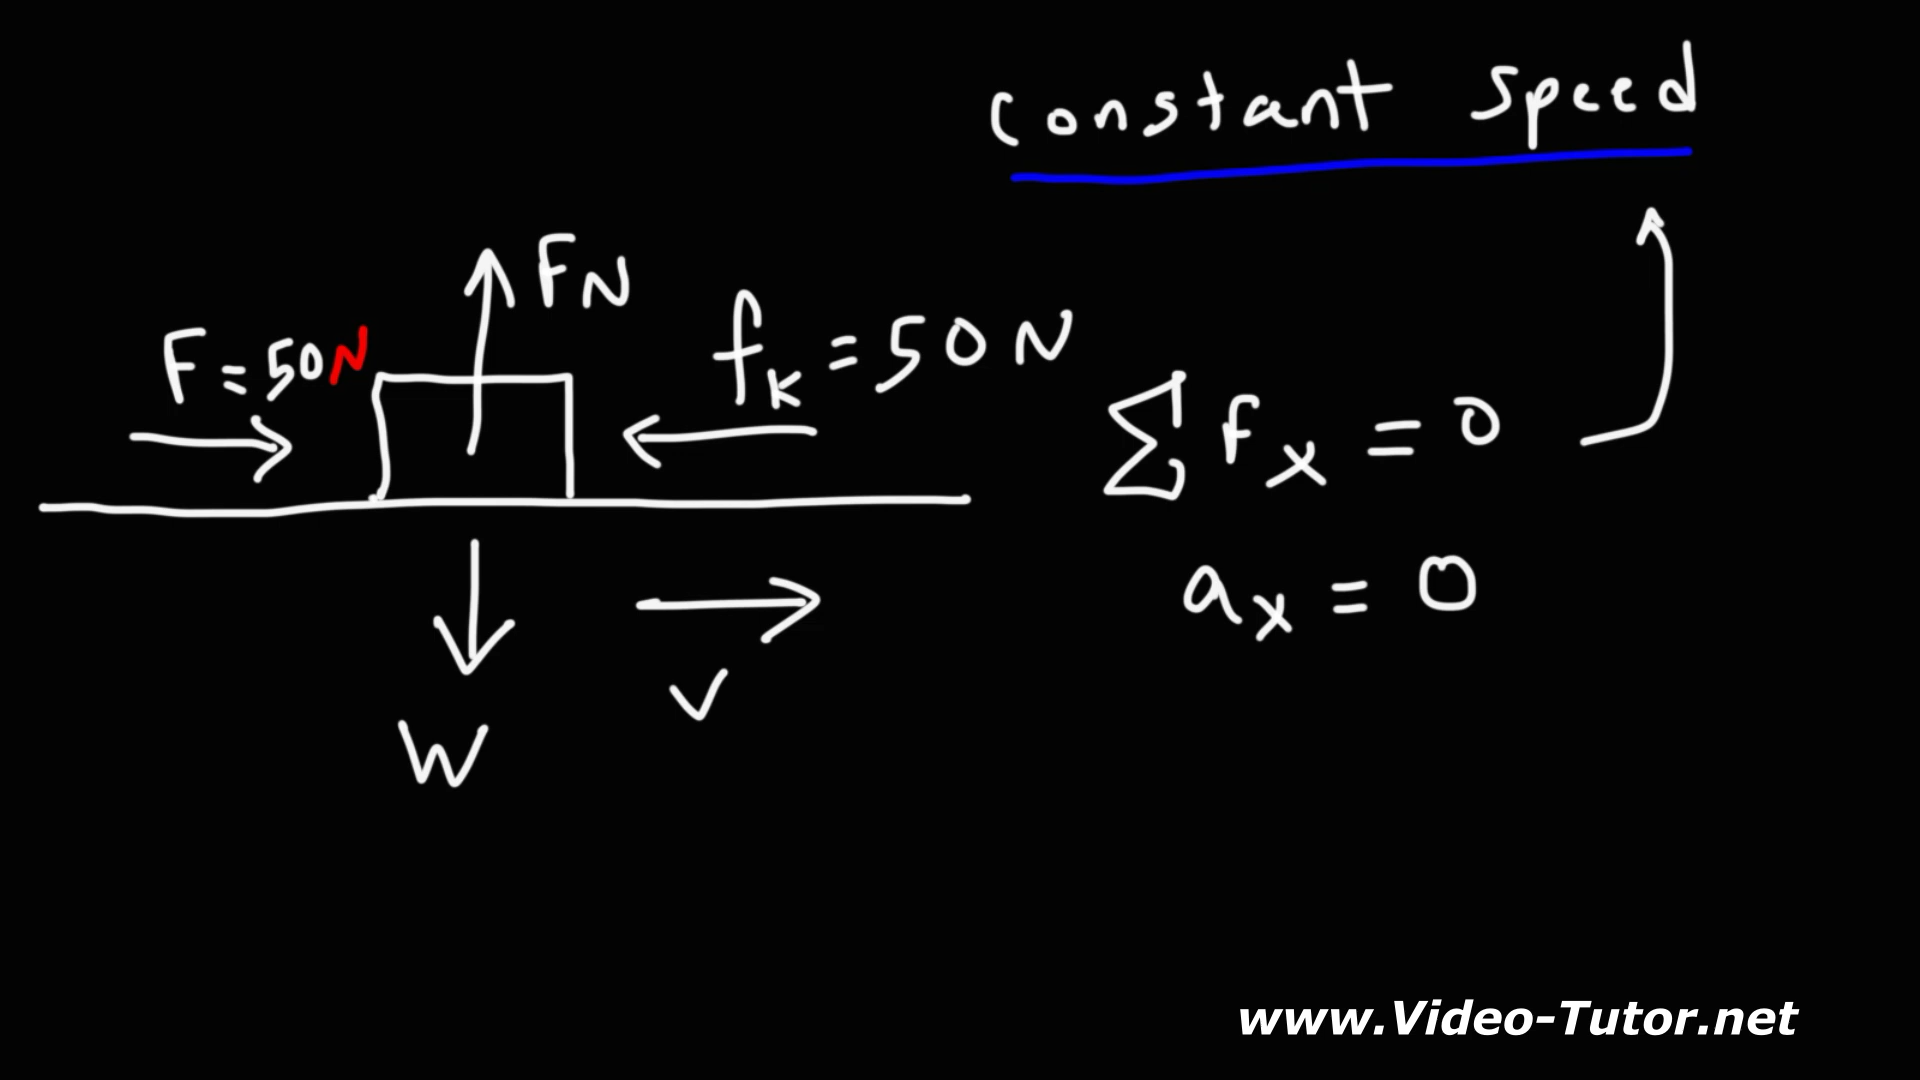 constant speed
FN
F = 50N
fk = 50N
∑Fx = 0
ax = 0
v
W
www.Video-Tutor.net